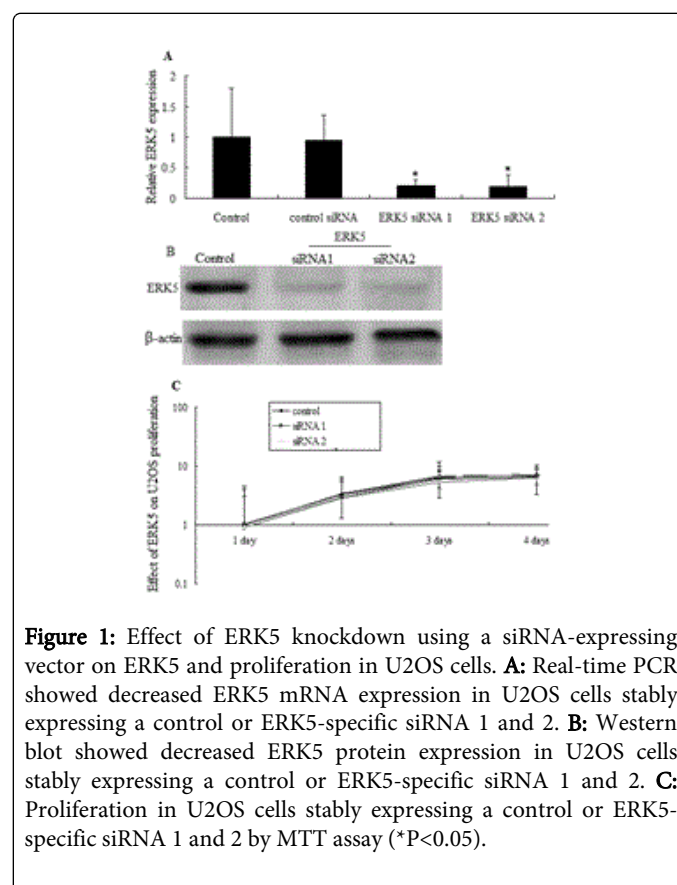 A
Relative ERK5 expression
2
1.5
1
0.5
0
*
*
Control
control siRNA
ERK5 siRNA 1
ERK5 siRNA 2
B
Control
ERK5
siRNA1
siRNA2
ERK5
β-actin
C
Effect of ERK5 on U2OS proliferation
100
10
1
0.1
control
siRNA 1
siRNA 2
1 day
2 days
3 days
4 days
Figure 1: Effect of ERK5 knockdown using a siRNA-expressing
vector on ERK5 and proliferation in U2OS cells. A: Real-time PCR
showed decreased ERK5 mRNA expression in U2OS cells stably
expressing a control or ERK5-specific siRNA 1 and 2. B: Western
blot showed decreased ERK5 protein expression in U2OS cells
stably expressing a control or ERK5-specific siRNA 1 and 2. C:
Proliferation in U2OS cells stably expressing a control or ERK5-
specific siRNA 1 and 2 by MTT assay (*P<0.05).